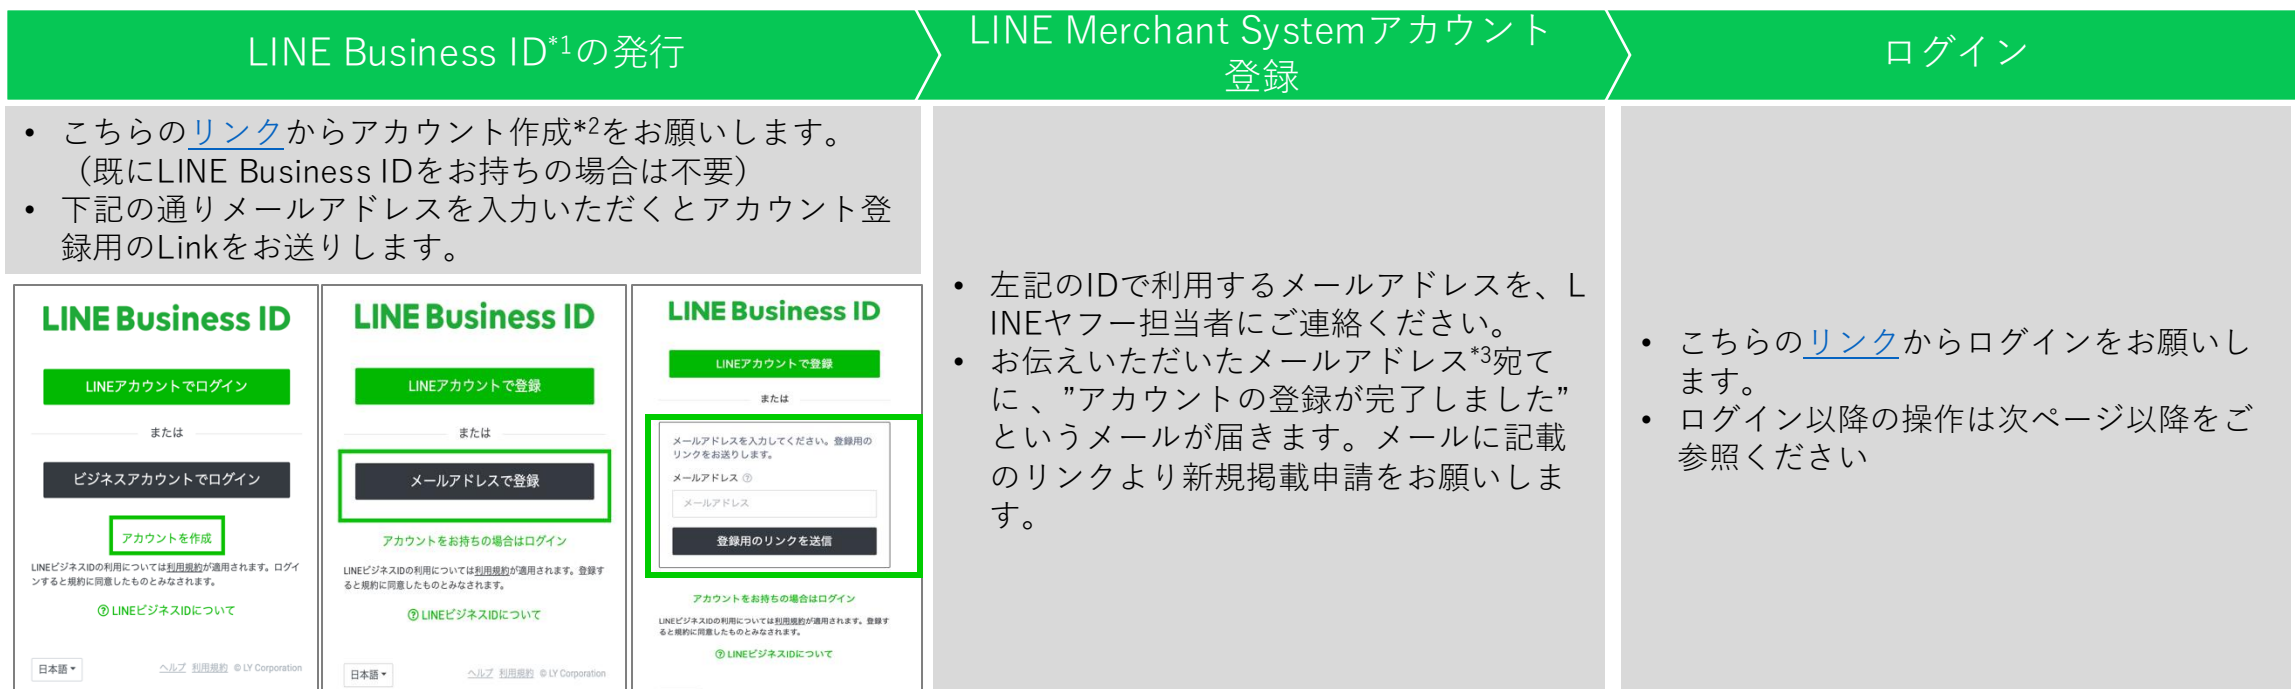 LINE Business ID*1の発行
LINE Merchant Systemアカウント
登録
ログイン
• こちらのリンクからアカウント作成*2をお願いします。
（既にLINE Business IDをお持ちの場合は不要）
• 下記の通りメールアドレスを入力いただくとアカウント登
録用のLinkをお送りします。
LINE Business ID
LINEアカウントでログイン
または
ビジネスアカウントでログイン
アカウントを作成
LINEビジネスIDの利用については利用規約が適用されます。ログイ
ンすると規約に同意したものとみなされます。
? LINEビジネスIDについて
日本語
ヘルプ 利用規約 © LY Corporation
LINE Business ID
LINEアカウントで登録
または
メールアドレスで登録
アカウントをお持ちの場合はログイン
LINEビジネスIDの利用については利用規約が適用されます。登録す
ると規約に同意したものとみなされます。
? LINEビジネスIDについて
日本語
ヘルプ 利用規約 © LY Corporation
LINE Business ID
LINEアカウントで登録
または
メールアドレスを入力してください。登録用の
リンクをお送りします。
メールアドレス ?
メールアドレス
登録用のリンクを送信
アカウントをお持ちの場合はログイン
LINEビジネスIDの利用については利用規約が適用されます。登録す
ると規約に同意したものとみなされます。
? LINEビジネスIDについて
• 左記のIDで利用するメールアドレスを、L
INEヤフー担当者にご連絡ください。
• お伝えいただいたメールアドレス*3宛て
に 、”アカウントの登録が完了しました”
というメールが届きます。メールに記載
のリンクより新規掲載申請をお願いしま
す。
• こちらのリンクからログインをお願いし
ます。
• ログイン以降の操作は次ページ以降をご
参照ください